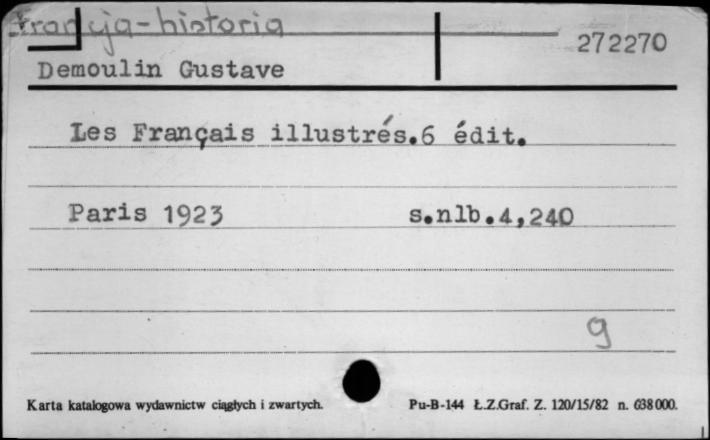 Francja-historia
272270
Demoulin Gustave
Les Français illustrés.6 édit.
Paris 1923 s.nlb.4,240
g
Karta katalogowa wydawnictw ciągłych i zwartych. Pu-B-144 Ł.Z.Graf. Z. 120/15/82 n. 638000.